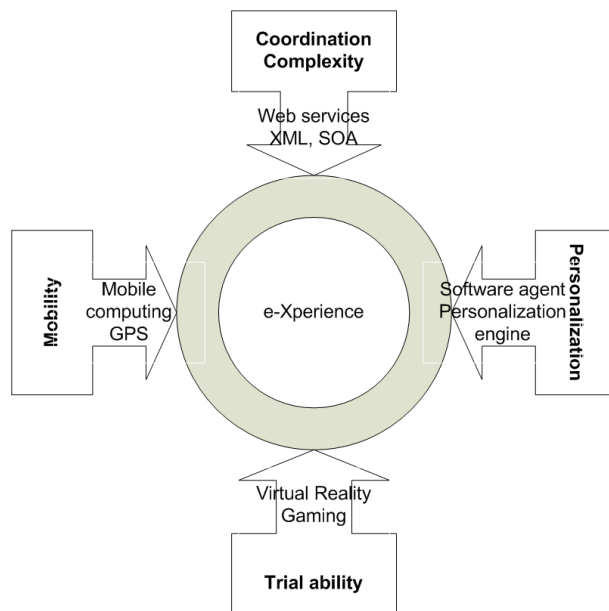 Coordination
Complexity
Web services
XML, SOA
Mobility
Mobile
computing
GPS
e-Xperience
Software agent
Personalization
engine
Personalization
Virtual Reality
Gaming
Trial ability